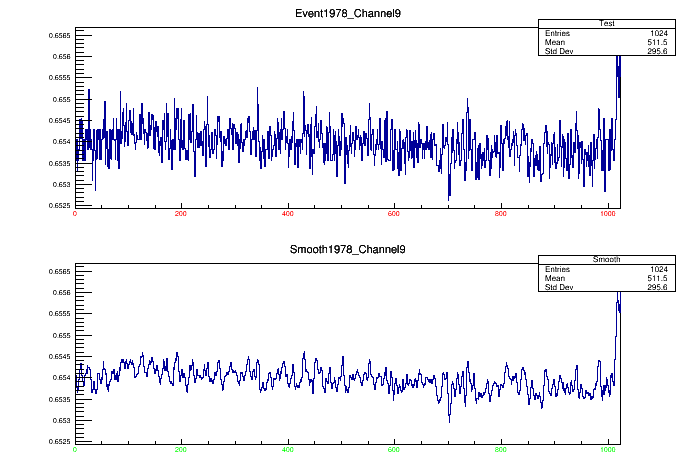 Event1978_Channel9
Test
Entries 1024
Mean 511.5
Std Dev 295.6
0.6565
0.656
0.6555
0.655
0.6545
0.654
0.6535
0.653
0.6525
0 200 400 600 800 1000
Smooth1978_Channel9
Smooth
Entries 1024
Mean 511.5
Std Dev 295.6
0.6565
0.656
0.6555
0.655
0.6545
0.654
0.6535
0.653
0.6525
0 200 400 600 800 1000